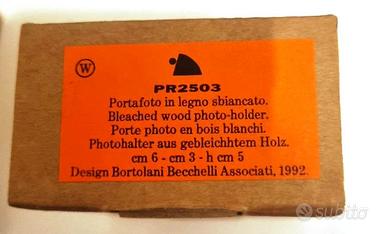 W
PR2503
Portafoto in legno sbiancato.
Bleached wood photo-holder.
Porte photo en bois blanchi.
Photohalter aus gebleichhtem Holz.
cm 6 - cm 3 - h cm 5
Design Bortolani Becchelli Associati, 1992.
subito